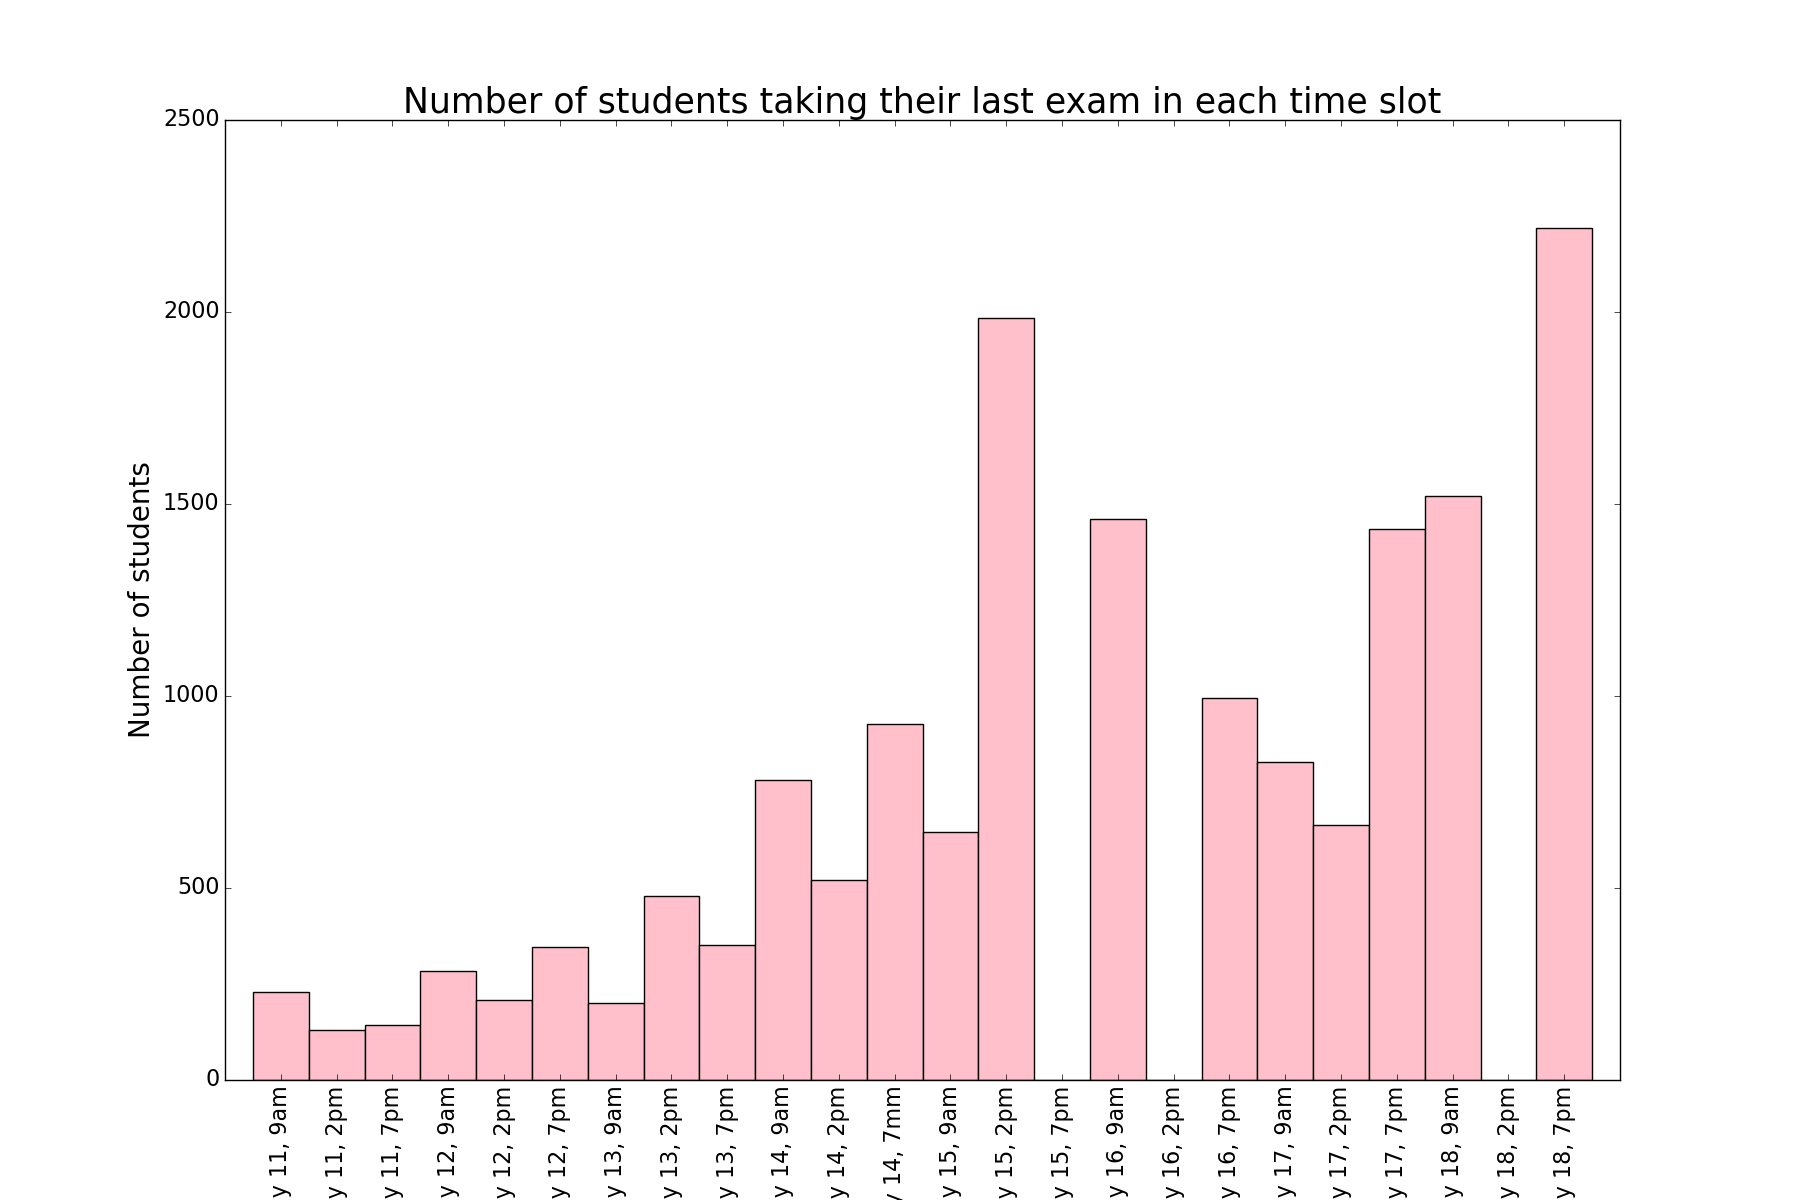 Number of students taking their last exam in each time slot
2500
2000
1500
1000
500
0
Number of students
y 11, 9am
y 11, 2pm
y 11, 7pm
y 12, 9am
y 12, 2pm
y 12, 7pm
y 13, 9am
y 13, 2pm
y 13, 7pm
y 14, 9am
y 14, 2pm
y 14, 7mm
y 15, 9am
y 15, 2pm
y 15, 7pm
y 16, 9am
y 16, 2pm
y 16, 7pm
y 17, 9am
y 17, 2pm
y 17, 7pm
y 18, 9am
y 18, 2pm
y 18, 7pm